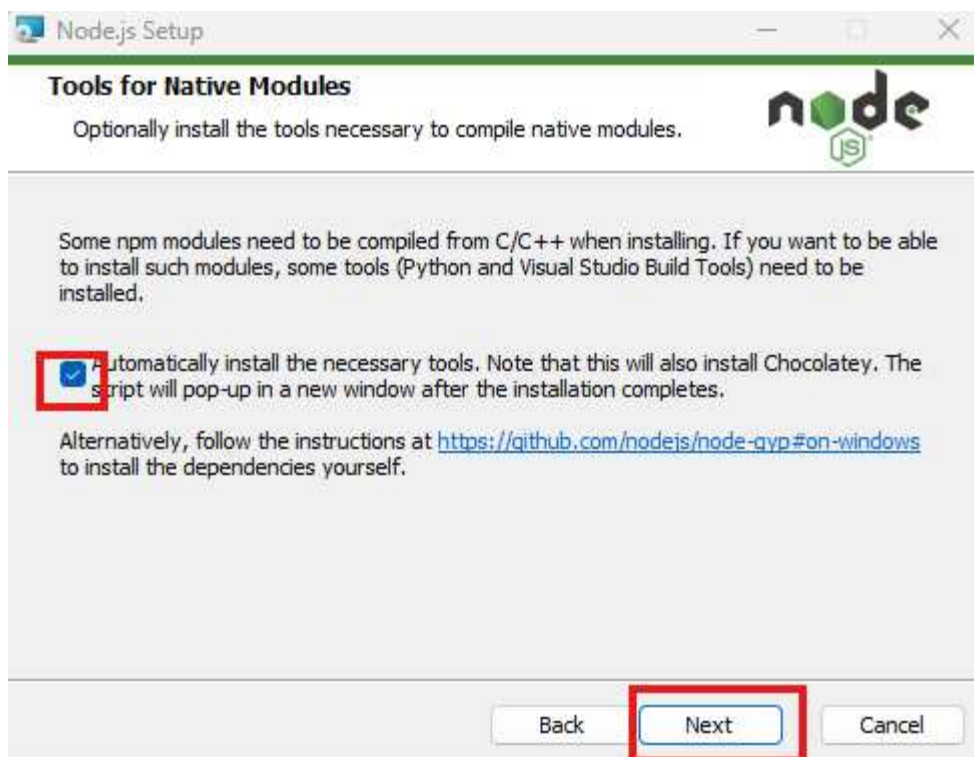 Node.js Setup
Tools for Native Modules
Optionally install the tools necessary to compile native modules.
node
JS
Some npm modules need to be compiled from C/C++ when installing. If you want to be able
to install such modules, some tools (Python and Visual Studio Build Tools) need to be
installed.
Automatically install the necessary tools. Note that this will also install Chocolatey. The
script will pop-up in a new window after the installation completes.
Alternatively, follow the instructions at https://github.com/nodejs/node-gyp#on-windows
to install the dependencies yourself.
Back Next Cancel